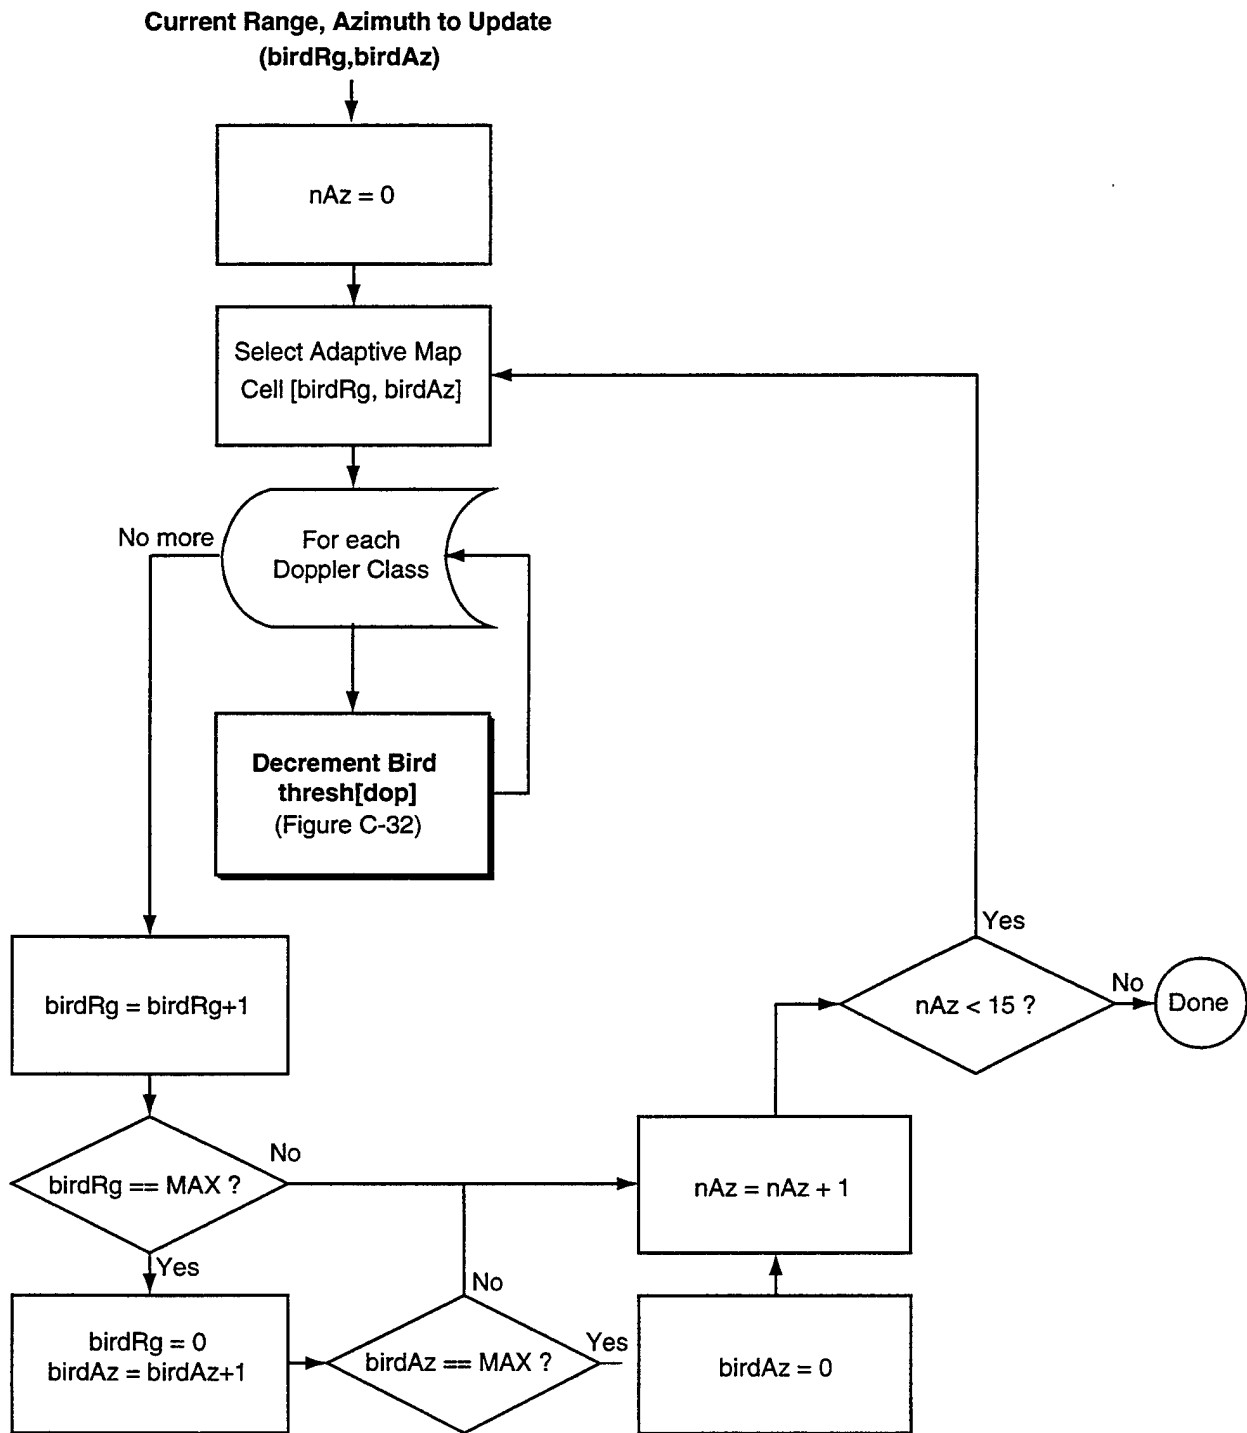 Current Range, Azimuth to Update
(birdRg,birdAz)
nAz = 0
Select Adaptive Map
Cell [birdRg, birdAz]
No more
For each
Doppler Class
Decrement Bird
thresh[dop]
(Figure C-32)
Yes
birdRg = birdRg+1
nAz < 15 ?
No
Done
No
birdRg == MAX ?
nAz = nAz + 1
Yes
No
birdRg = 0
birdAz = birdAz+1
birdAz == MAX ?
Yes
birdAz = 0